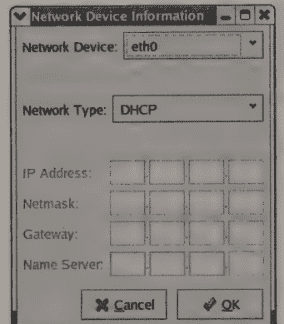 Network Device Information
Network Device: eth0
Network Type: DHCP
IP Address:
Netmask:
Gateway:
Name Server:
Cancel OK